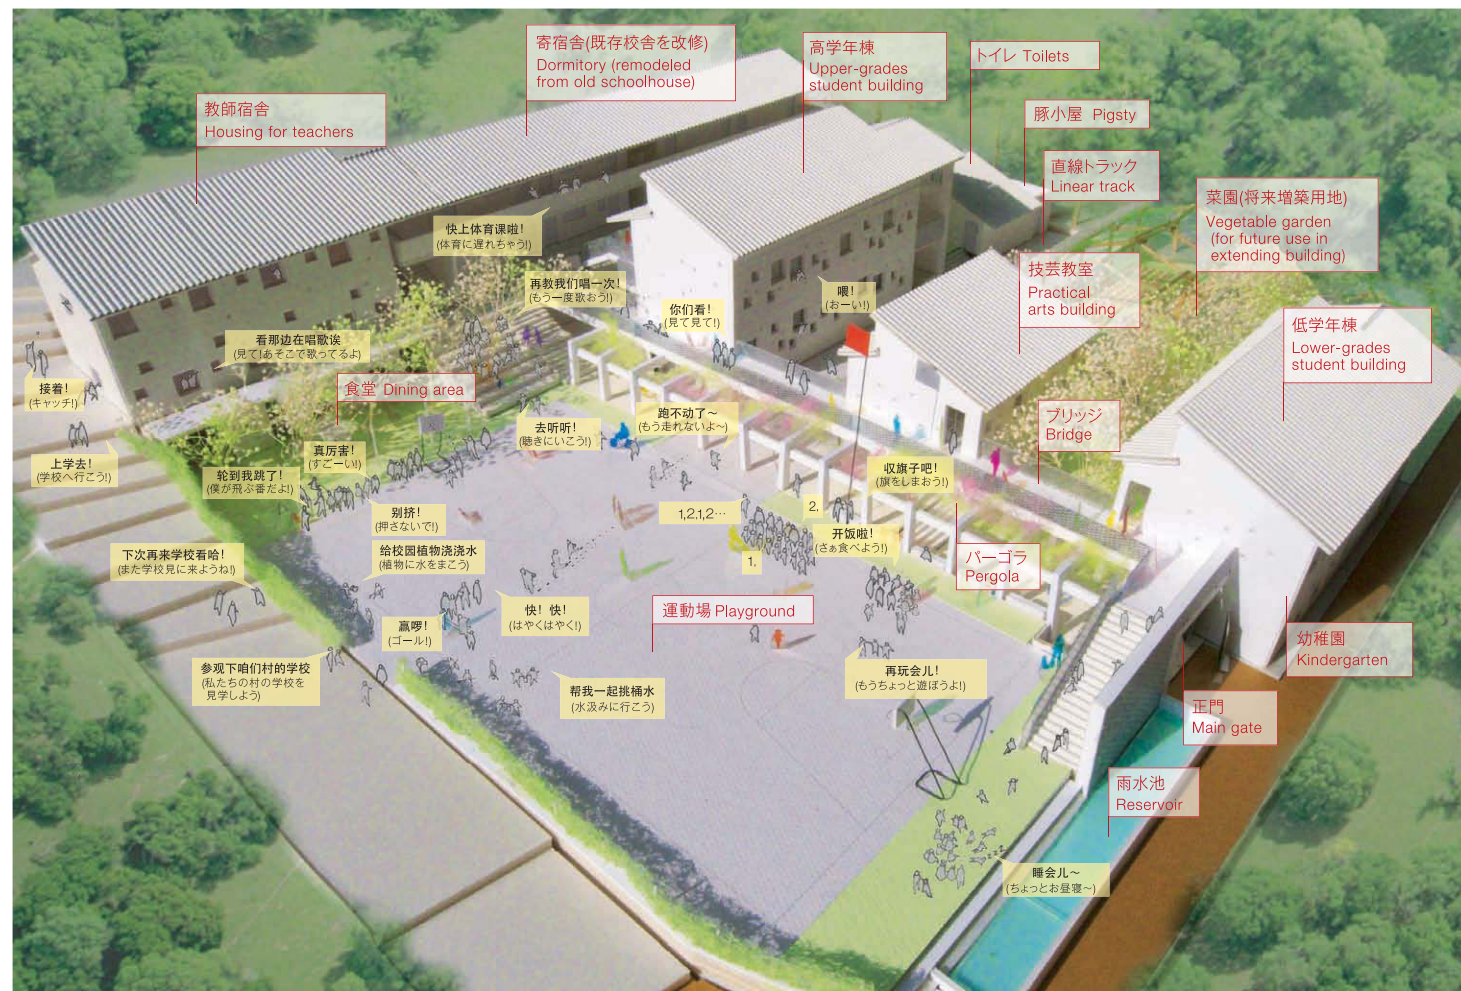 寄宿舎(既存校舎を改修)
Dormitory (remodeled
from old schoolhouse)
高学年棟
Upper-grades
student building
トイレ Toilets
教師宿舎
Housing for teachers
豚小屋 Pigsty
直線トラック
Linear track
菜園(将来増築用地)
Vegetable garden
(for future use in
extending building)
快上体育课啦!
(体育に遅れちゃう!)
技芸教室
Practical
arts building
再教我们唱一次!
(もう一度歌おう!)
喂!
(おーい!)
你们看!
(見て見て!)
低学年棟
Lower-grades
student building
看那边在唱歌诶
(見て!あそこで歌ってるよ)
接着!
(キャッチ!)
食堂 Dining area
跑不动了～
(もう走れないよ～)
ブリッジ
Bridge
去听听!
(聴きにいこう!)
真厉害!
(すごーい!)
上学去!
(学校へ行こう!)
轮到我跳了!
(僕が飛ぶ番だよ!)
収旗子吧!
(旗をしまおう!)
别挤!
(押さないで!)
1,2.1,2…
2.
开饭啦!
(さぁ食べよう!)
下次再来学校看哈!
(また学校見に来ようね!)
给校园植物浇浇水
(植物に水をまこう)
1.
パーゴラ
Pergola
快! 快!
(はやくはやく!)
運動場 Playground
赢啰!
(ゴール!)
幼稚園
Kindergarten
参观下咱们村的学校
(私たちの村の学校を
見学しよう)
帮我一起挑桶水
(水汲みに行こう)
再玩会儿!
(もうちょっと遊ぼうよ!)
正門
Main gate
雨水池
Reservoir
睡会儿～
(ちょっとお昼寝～)